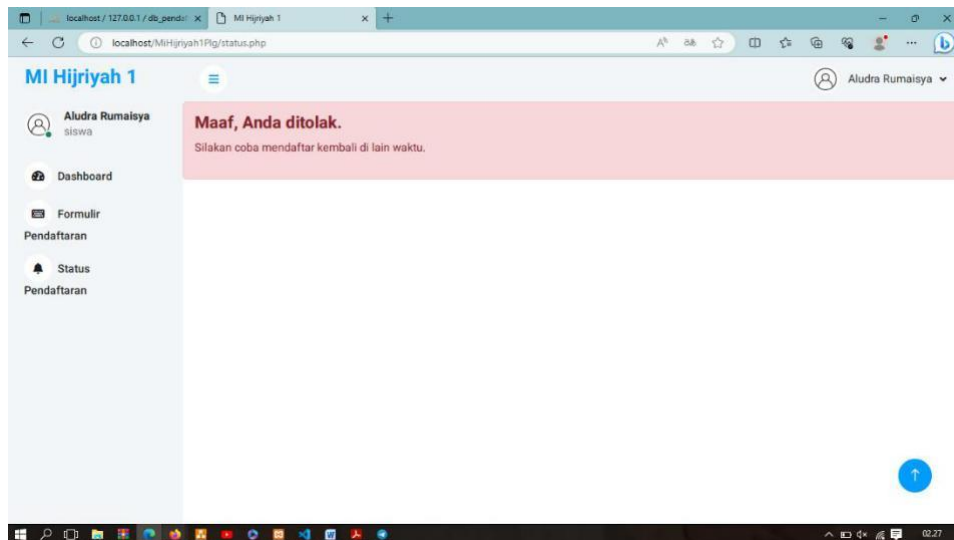 localhost / 127.0.0.1 / db_penda
MI Hijriyah 1
localhost/MiHijriyah1Plg/status.php
MI Hijriyah 1
Aludra Rumaisya
Aludra Rumaisya
siswa
Maaf, Anda ditolak.
Silakan coba mendaftar kembali di lain waktu.
Dashboard
Formulir
Pendaftaran
Status
Pendaftaran
02.27